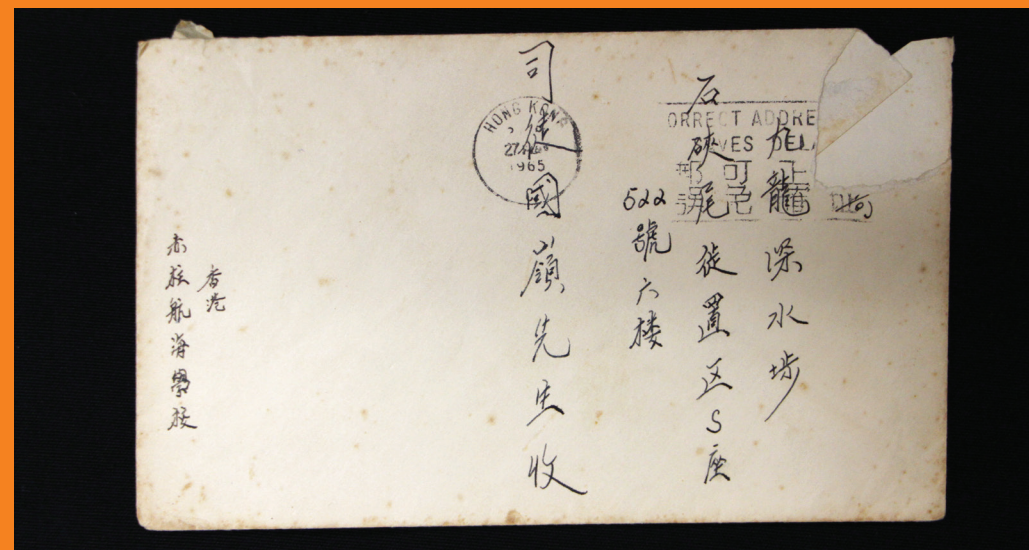 九龍深水埗
石硤尾徙置区S座
522號六楼
司徒國嶺先生收
香港
赤柱航海學校
HONG KONG
1965
ORRECT ADDRE
VES DEL